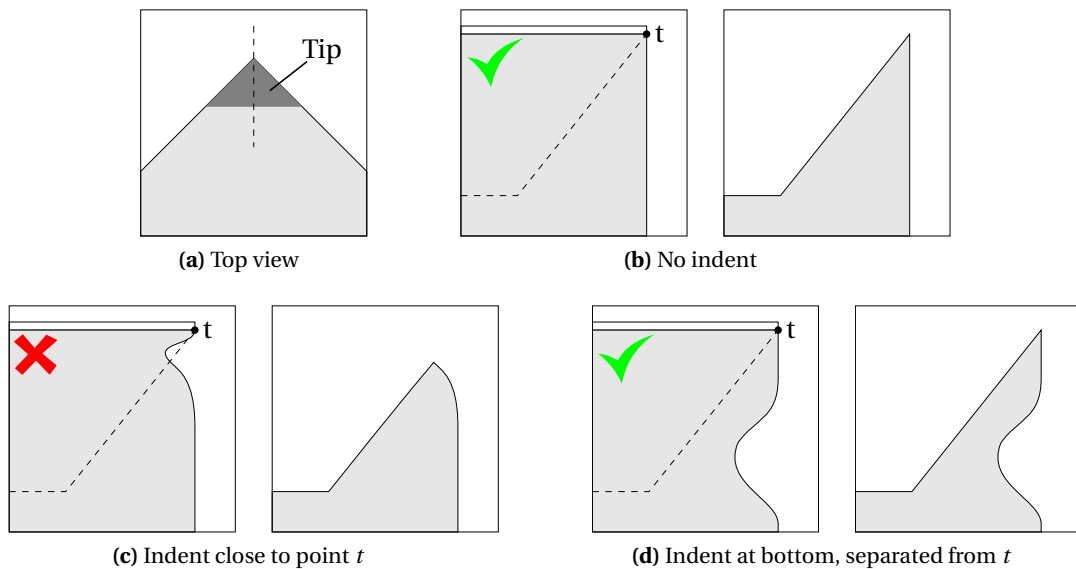 Tip
t
(a) Top view
(b) No indent
t
t
(c) Indent close to point t
(d) Indent at bottom, separated from t